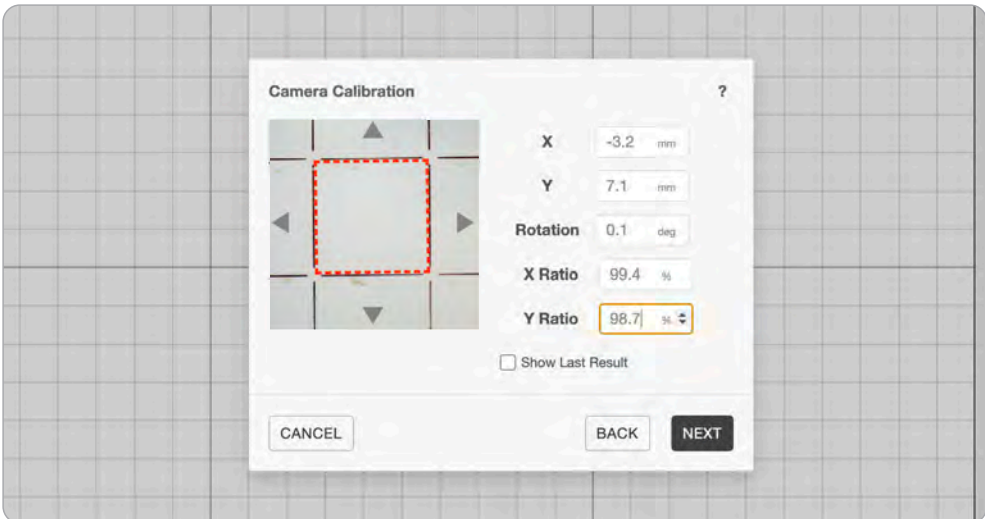 Camera Calibration ?
X -3.2 mm
Y 7.1 mm
Rotation 0.1 deg
X Ratio 99.4 %
Y Ratio 98.7 %
Show Last Result
CANCEL BACK NEXT